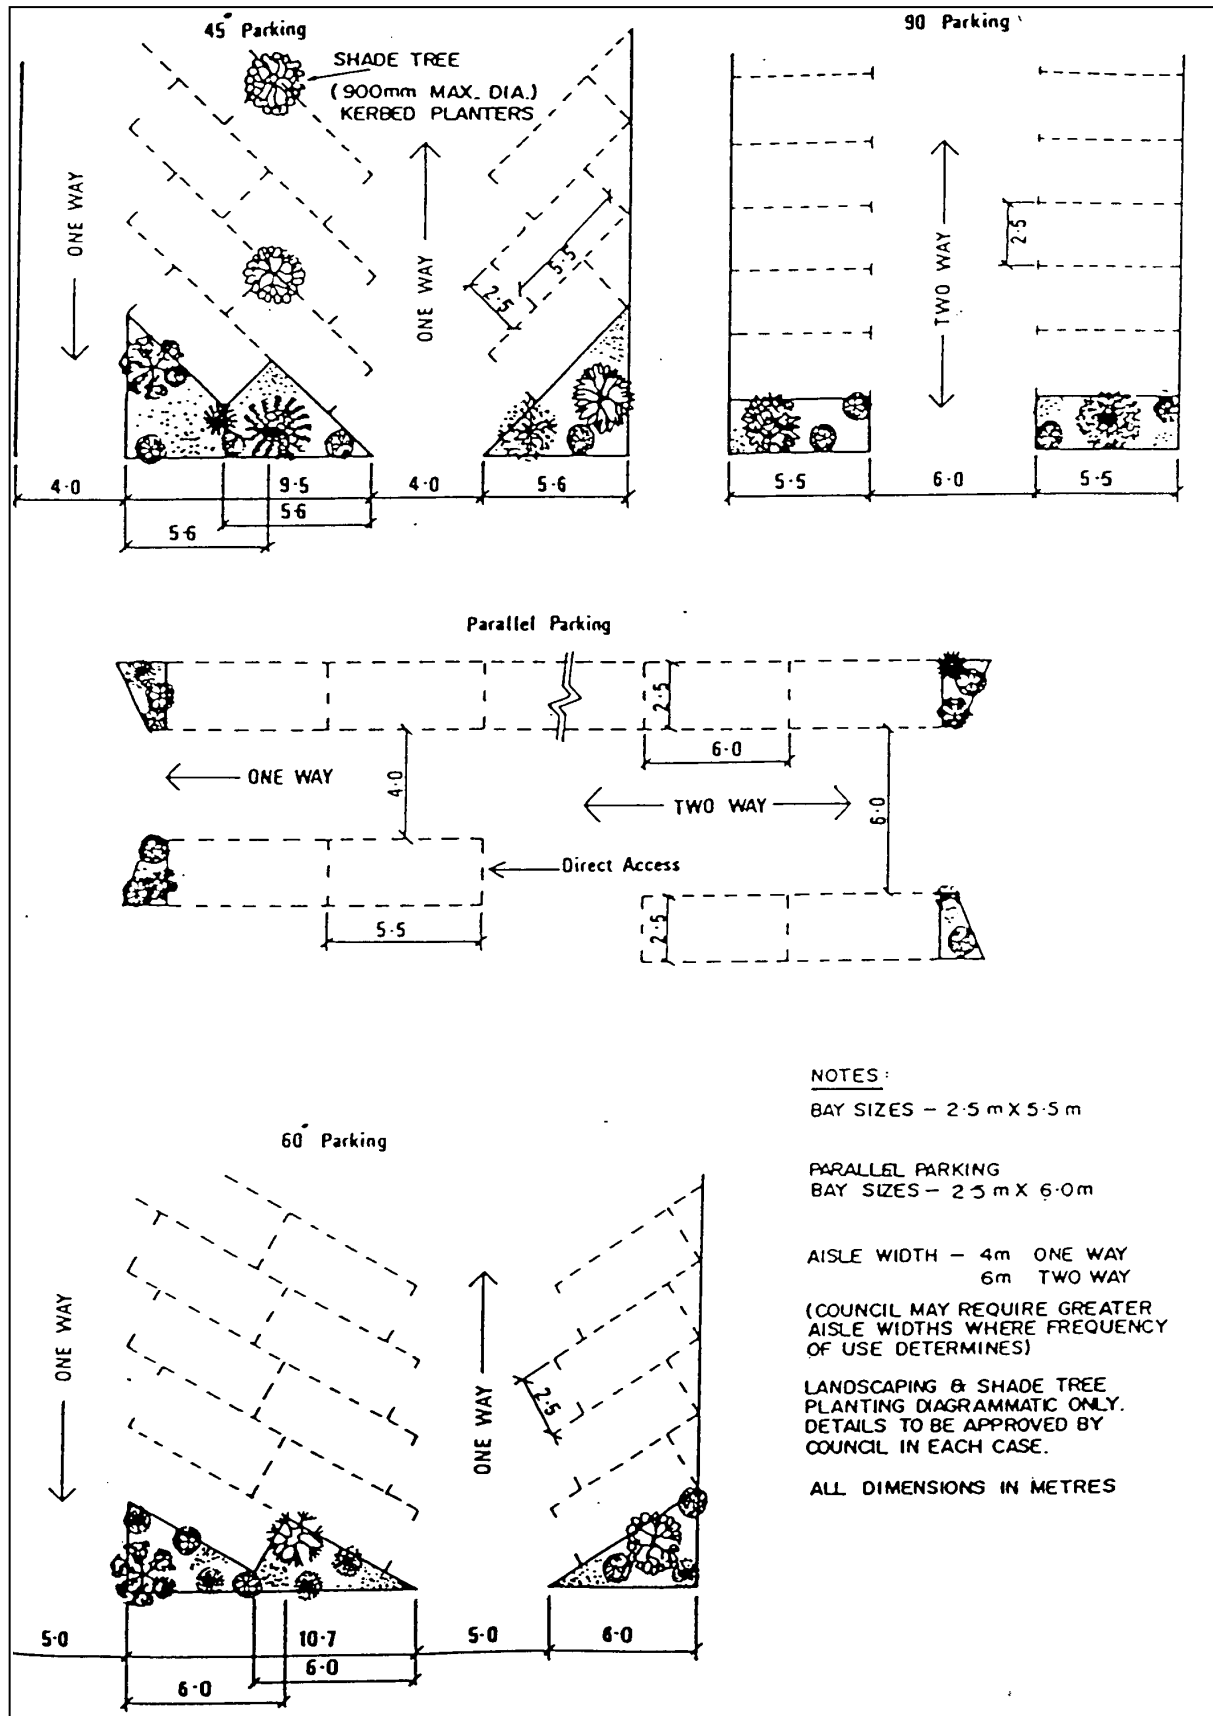 45° Parking
90 Parking
SHADE TREE
(900mm MAX. DIA.)
KERBED PLANTERS
ONE WAY
ONE WAY
TWO WAY
5·5
2·5
2·5
4·0
9·5
4·0
5·6
5·6
5·6
5·5
6·0
5·5
Parallel Parking
2·5
6·0
ONE WAY
4·0
TWO WAY
6·0
Direct Access
5·5
2·5
NOTES:
BAY SIZES – 2·5 m X 5·5 m
PARALLEL PARKING
BAY SIZES – 2·5 m X 6·0m
AISLE WIDTH – 4m ONE WAY
6m TWO WAY
(COUNCIL MAY REQUIRE GREATER
AISLE WIDTHS WHERE FREQUENCY
OF USE DETERMINES)
LANDSCAPING & SHADE TREE
PLANTING DIAGRAMMATIC ONLY.
DETAILS TO BE APPROVED BY
COUNCIL IN EACH CASE.
ALL DIMENSIONS IN METRES
60° Parking
ONE WAY
ONE WAY
2·5
5·0
10·7
5·0
6·0
6·0
6·0